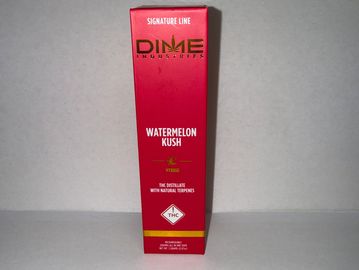 SIGNATURE LINE
DIME
INDUSTRIES
WATERMELON
KUSH
HYBRID
THC DISTILLATE
WITH NATURAL TERPENES
!
THC